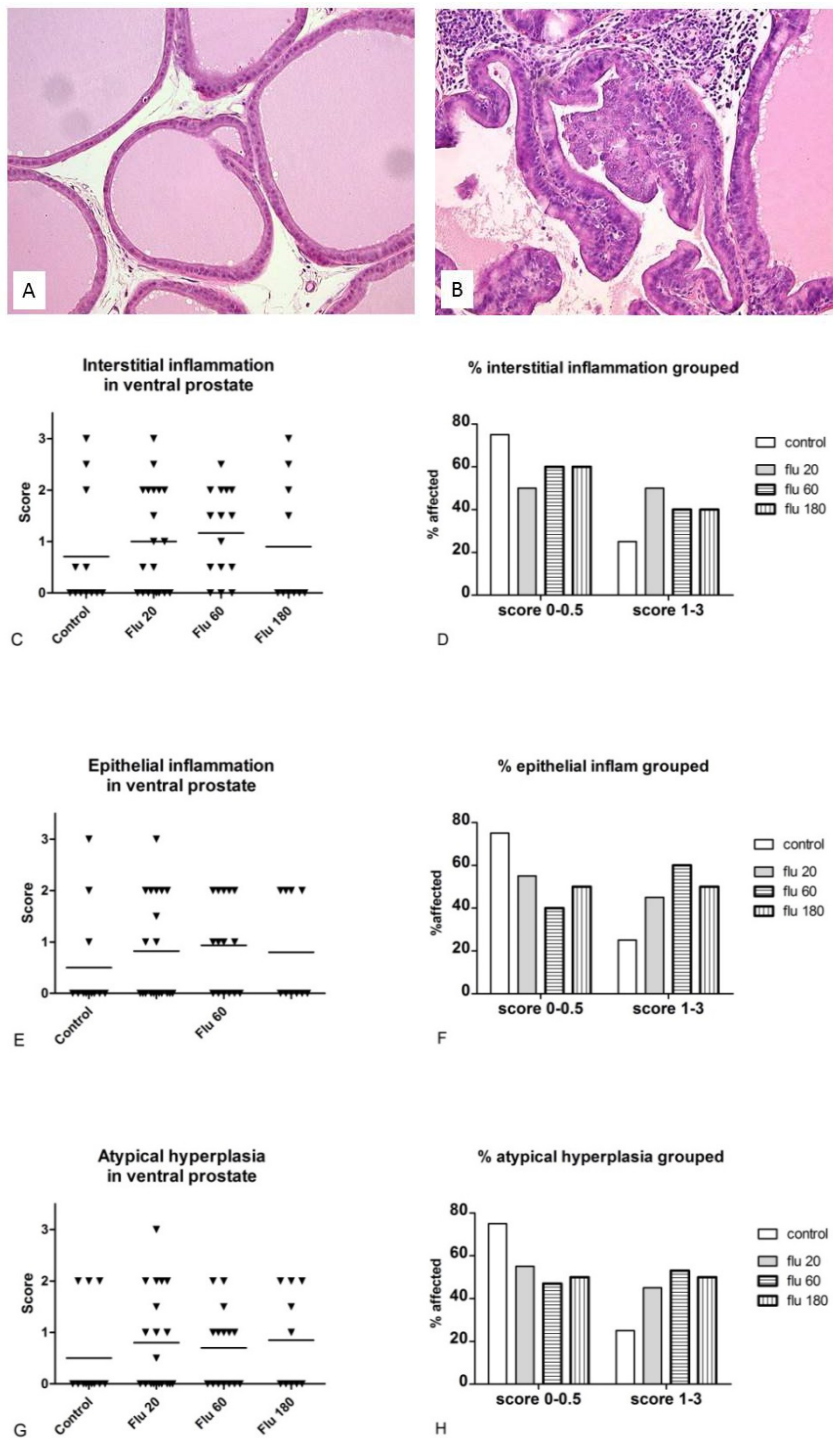 A
B
Interstitial inflammation
in ventral prostate
3
2
1
0
Score
Control
Flu 20
Flu 60
Flu 180
C
% interstitial inflammation grouped
80
60
40
20
0
% affected
score 0-0.5
score 1-3
control
flu 20
flu 60
flu 180
D
Epithelial inflammation
in ventral prostate
3
2
1
0
Score
Control
Flu 60
E
% epithelial inflam grouped
80
60
40
20
0
%affected
score 0-0.5
score 1-3
control
flu 20
flu 60
flu 180
F
Atypical hyperplasia
in ventral prostate
3
2
1
0
Score
Control
Flu 20
Flu 60
Flu 180
G
% atypical hyperplasia grouped
80
60
40
20
0
% affected
score 0-0.5
score 1-3
control
flu 20
flu 60
flu 180
H